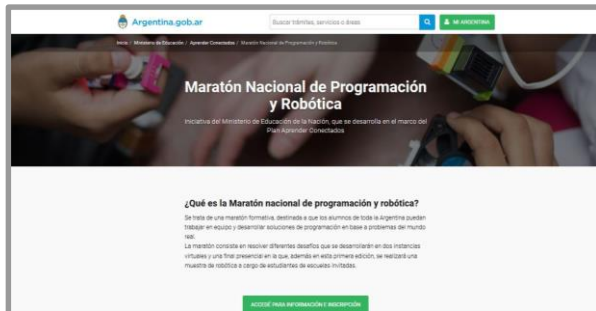 Argentina.gob.ar
Buscar trámites, servicios o áreas
MI ARGENTINA
Inicio / Ministerio de Educación / Aprender Conectados / Maratón Nacional de Programación y Robótica
Maratón Nacional de Programación
y Robótica
Iniciativa del Ministerio de Educación de la Nación, que se desarrolla en el marco del
Plan Aprender Conectados
¿Qué es la Maratón nacional de programación y robótica?
Se trata de una maratón formativa, destinada a que los alumnos de toda la Argentina puedan
trabajar en equipo y desarrollar soluciones de programación en base a problemas del mundo
real.
La maratón consiste en resolver diferentes desafíos que se desarrollarán en dos instancias
virtuales y una final presencial en la que, además en esta primera edición, se realizará una
muestra de robótica a cargo de estudiantes de escuelas invitadas.
ACCEDÉ PARA INFORMACIÓN E INSCRIPCIÓN